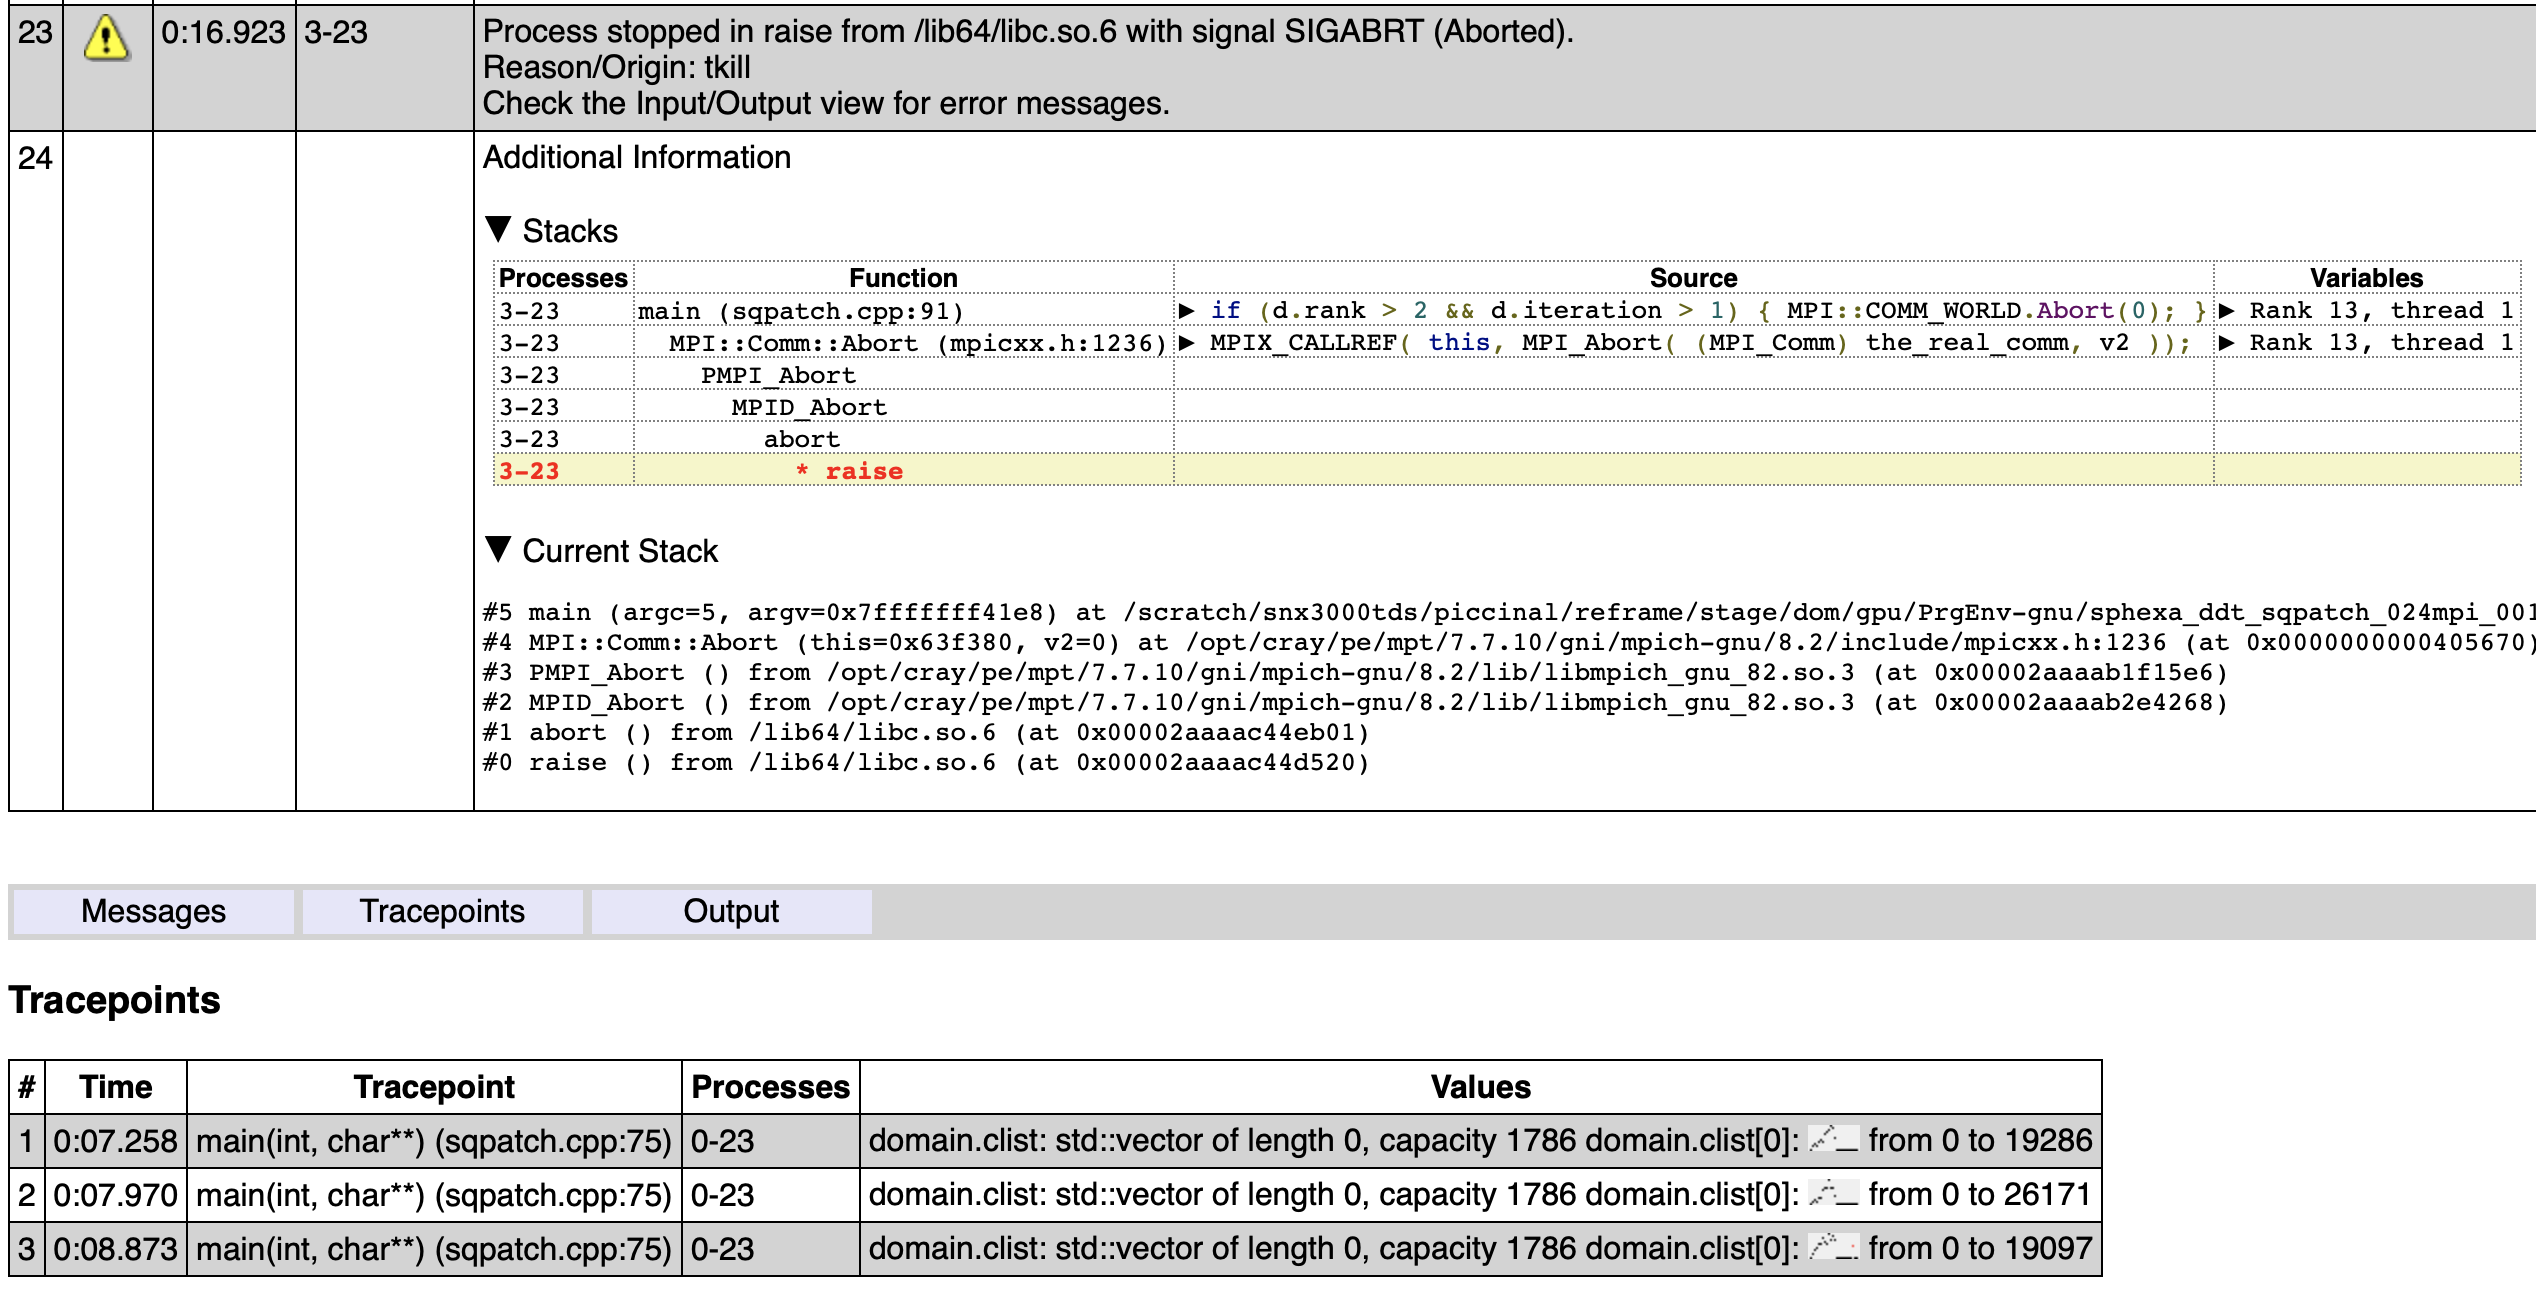 23 0:16.923 3-23 Process stopped in raise from /lib64/libc.so.6 with signal SIGABRT (Aborted).
Reason/Origin: tkill
Check the Input/Output view for error messages.
24 Additional Information
▼ Stacks
Processes Function Source Variables
3-23 main (sqpatch.cpp:91) ▶ if (d.rank > 2 && d.iteration > 1) { MPI::COMM_WORLD.Abort(0); } ▶ Rank 13, thread 1
3-23 MPI::Comm::Abort (mpicxx.h:1236) ▶ MPIX_CALLREF( this, MPI_Abort( (MPI_Comm) the_real_comm, v2 )); ▶ Rank 13, thread 1
3-23 PMPI_Abort
3-23 MPID_Abort
3-23 abort
3-23 * raise
▼ Current Stack
#5 main (argc=5, argv=0x7fffffff41e8) at /scratch/snx3000tds/piccinal/reframe/stage/dom/gpu/PrgEnv-gnu/sphexa_ddt_sqpatch_024mpi_001
#4 MPI::Comm::Abort (this=0x63f380, v2=0) at /opt/cray/pe/mpt/7.7.10/gni/mpich-gnu/8.2/include/mpicxx.h:1236 (at 0x0000000000405670)
#3 PMPI_Abort () from /opt/cray/pe/mpt/7.7.10/gni/mpich-gnu/8.2/lib/libmpich_gnu_82.so.3 (at 0x00002aaaab1f15e6)
#2 MPID_Abort () from /opt/cray/pe/mpt/7.7.10/gni/mpich-gnu/8.2/lib/libmpich_gnu_82.so.3 (at 0x00002aaaab2e4268)
#1 abort () from /lib64/libc.so.6 (at 0x00002aaaac44eb01)
#0 raise () from /lib64/libc.so.6 (at 0x00002aaaac44d520)
Messages Tracepoints Output
Tracepoints
# Time Tracepoint Processes Values
1 0:07.258 main(int, char**) (sqpatch.cpp:75) 0-23 domain.clist: std::vector of length 0, capacity 1786 domain.clist[0]: from 0 to 19286
2 0:07.970 main(int, char**) (sqpatch.cpp:75) 0-23 domain.clist: std::vector of length 0, capacity 1786 domain.clist[0]: from 0 to 26171
3 0:08.873 main(int, char**) (sqpatch.cpp:75) 0-23 domain.clist: std::vector of length 0, capacity 1786 domain.clist[0]: from 0 to 19097